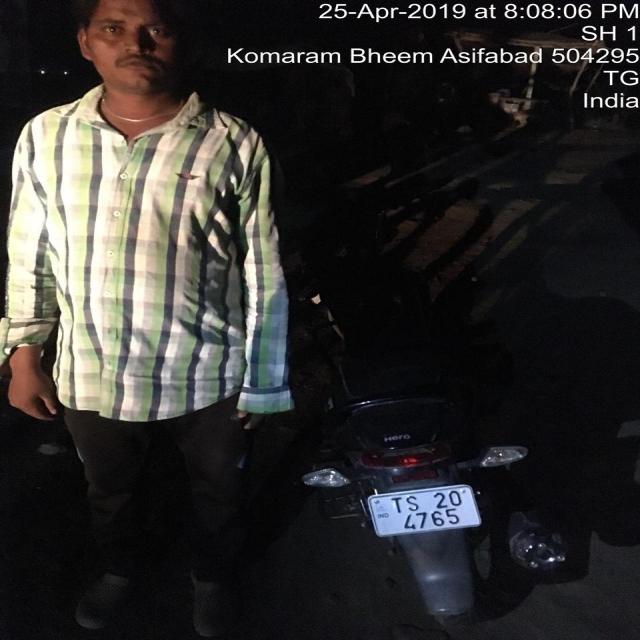 25-Apr-2019 at 8:08:06 PM
SH 1
Komaram Bheem Asifabad 504295
TG
India
Hero
IND
TS 20
4765